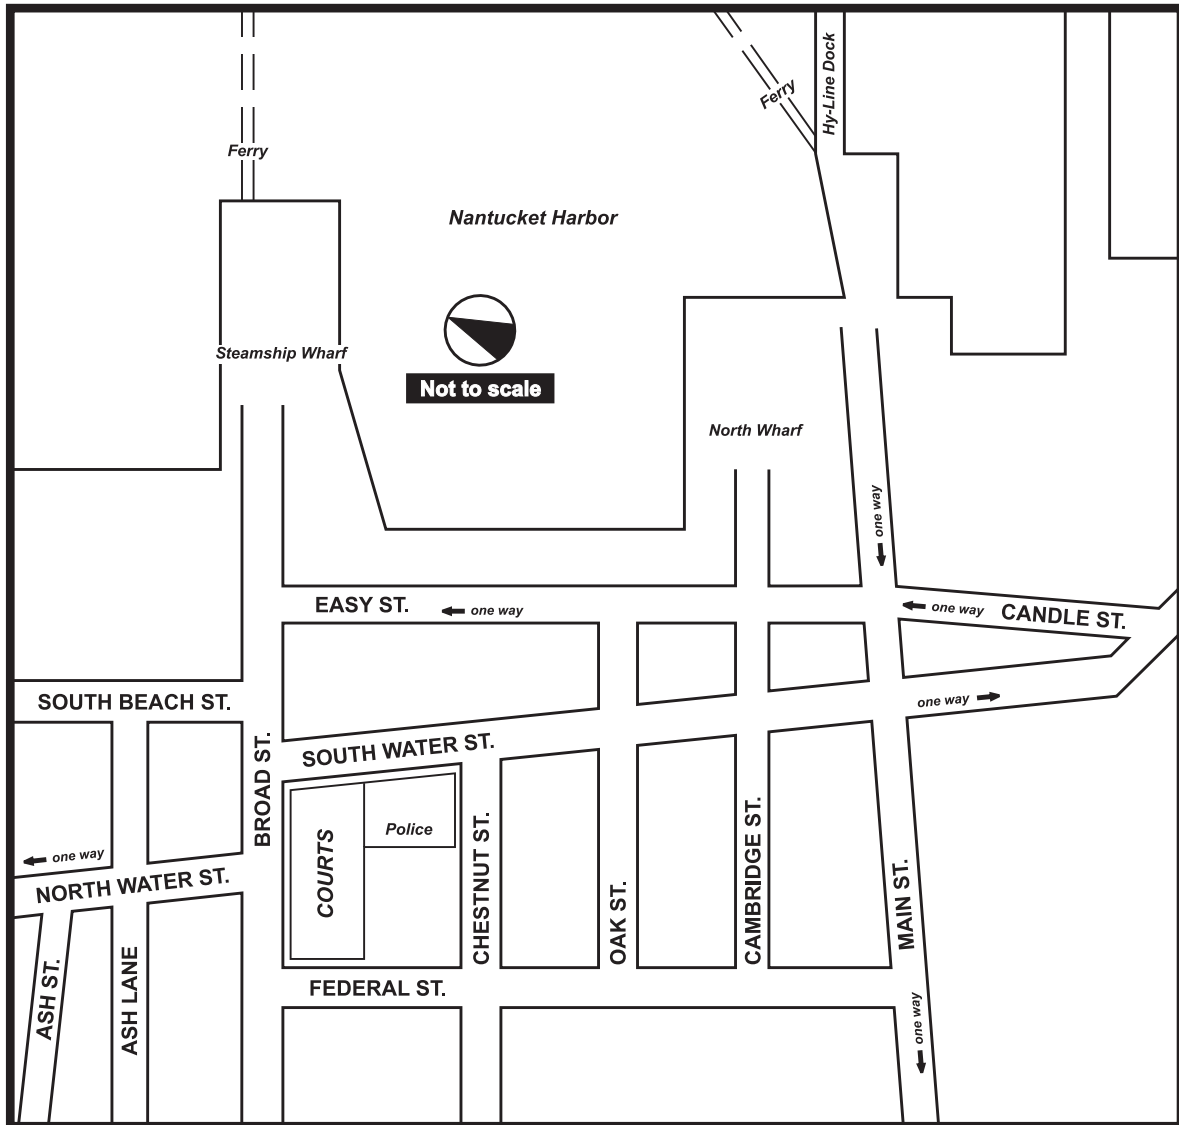 Hy-Line Dock
Ferry
Ferry
Nantucket Harbor
Steamship Wharf
Not to scale
North Wharf
one way
EASY ST.
one way
one way
CANDLE ST.
SOUTH BEACH ST.
one way
SOUTH WATER ST.
BROAD ST.
Police
COURTS
one way
NORTH WATER ST.
CHESTNUT ST.
OAK ST.
CAMBRIDGE ST.
MAIN ST.
FEDERAL ST.
ASH ST.
ASH LANE
one way